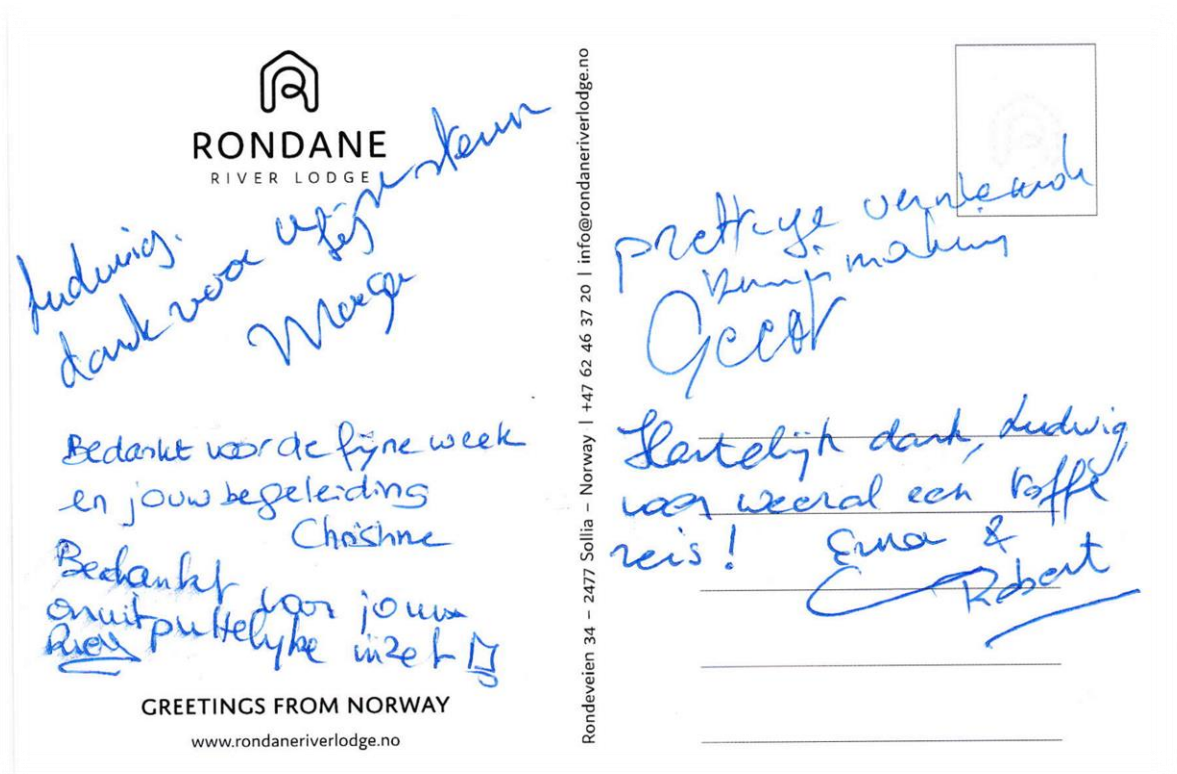 RONDANE
RIVER LODGE
Ludwig.
dank voor
steun
Bedankt voor de fijne week
en jouw begeleiding
Christine
Bedankt voor jouw
onuitputtelijke inzet
GREETINGS FROM NORWAY
www.rondaneriverlodge.no
Rondeveien 34 – 2477 Sollia – Norway | +47 62 46 37 20 | info@rondaneriverlodge.no
prettige
Geert
Hartelijk dank, Ludwig,
voor weeral een toffe
reis!
Erna &
Robert